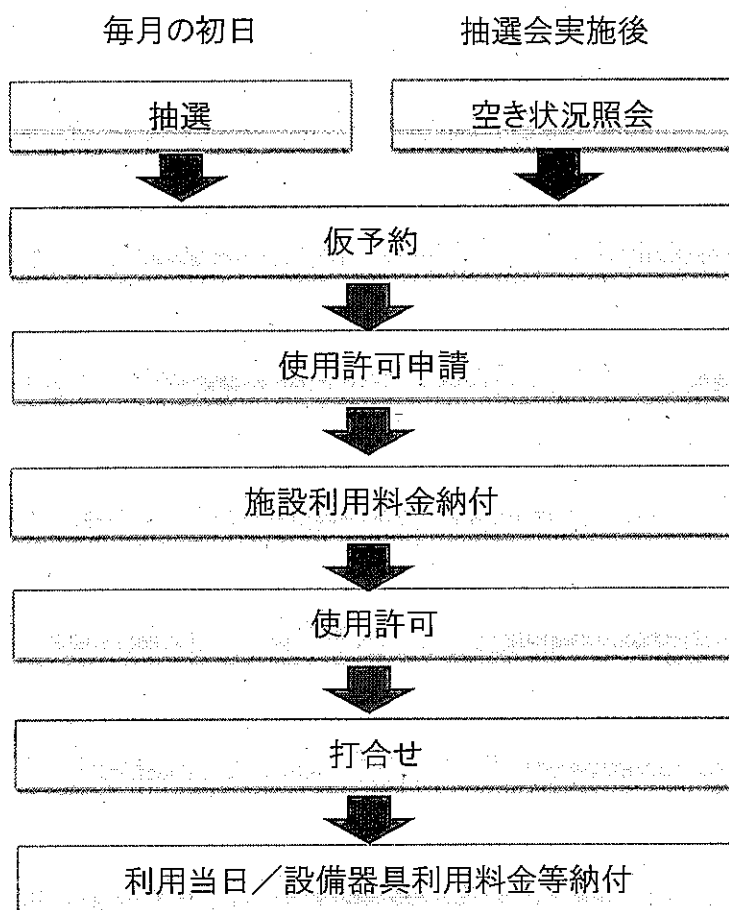 毎月の初日
抽選会実施後
抽選
空き状況照会
仮予約
使用許可申請
施設利用料金納付
使用許可
打合せ
利用当日／設備器具利用料金等納付